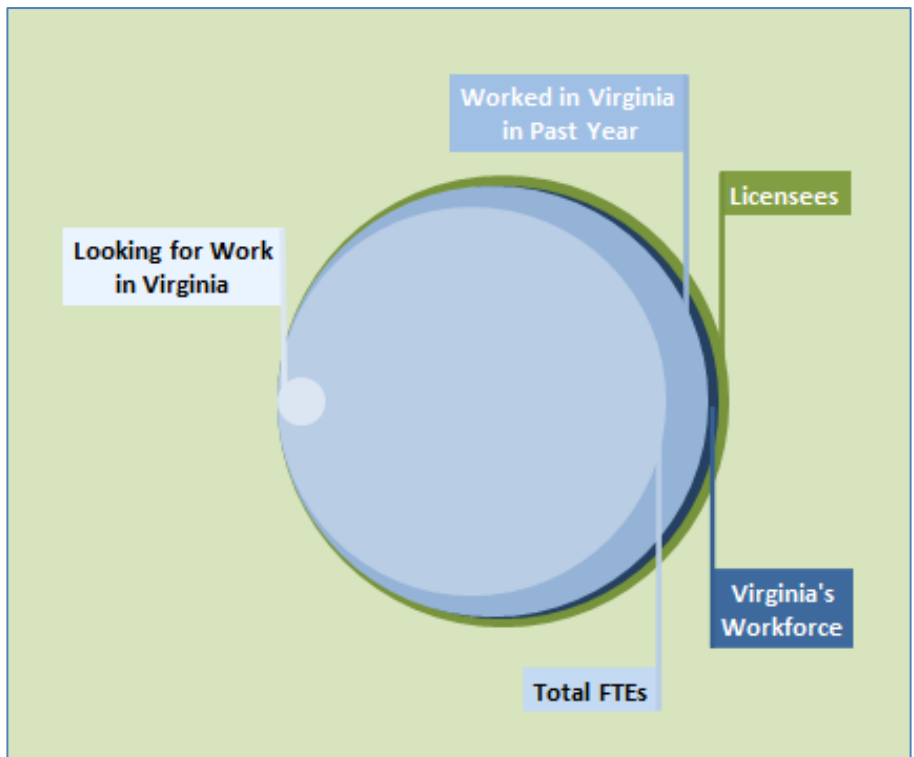 Worked in Virginia
in Past Year
Licensees
Looking for Work
in Virginia
Virginia's
Workforce
Total FTEs